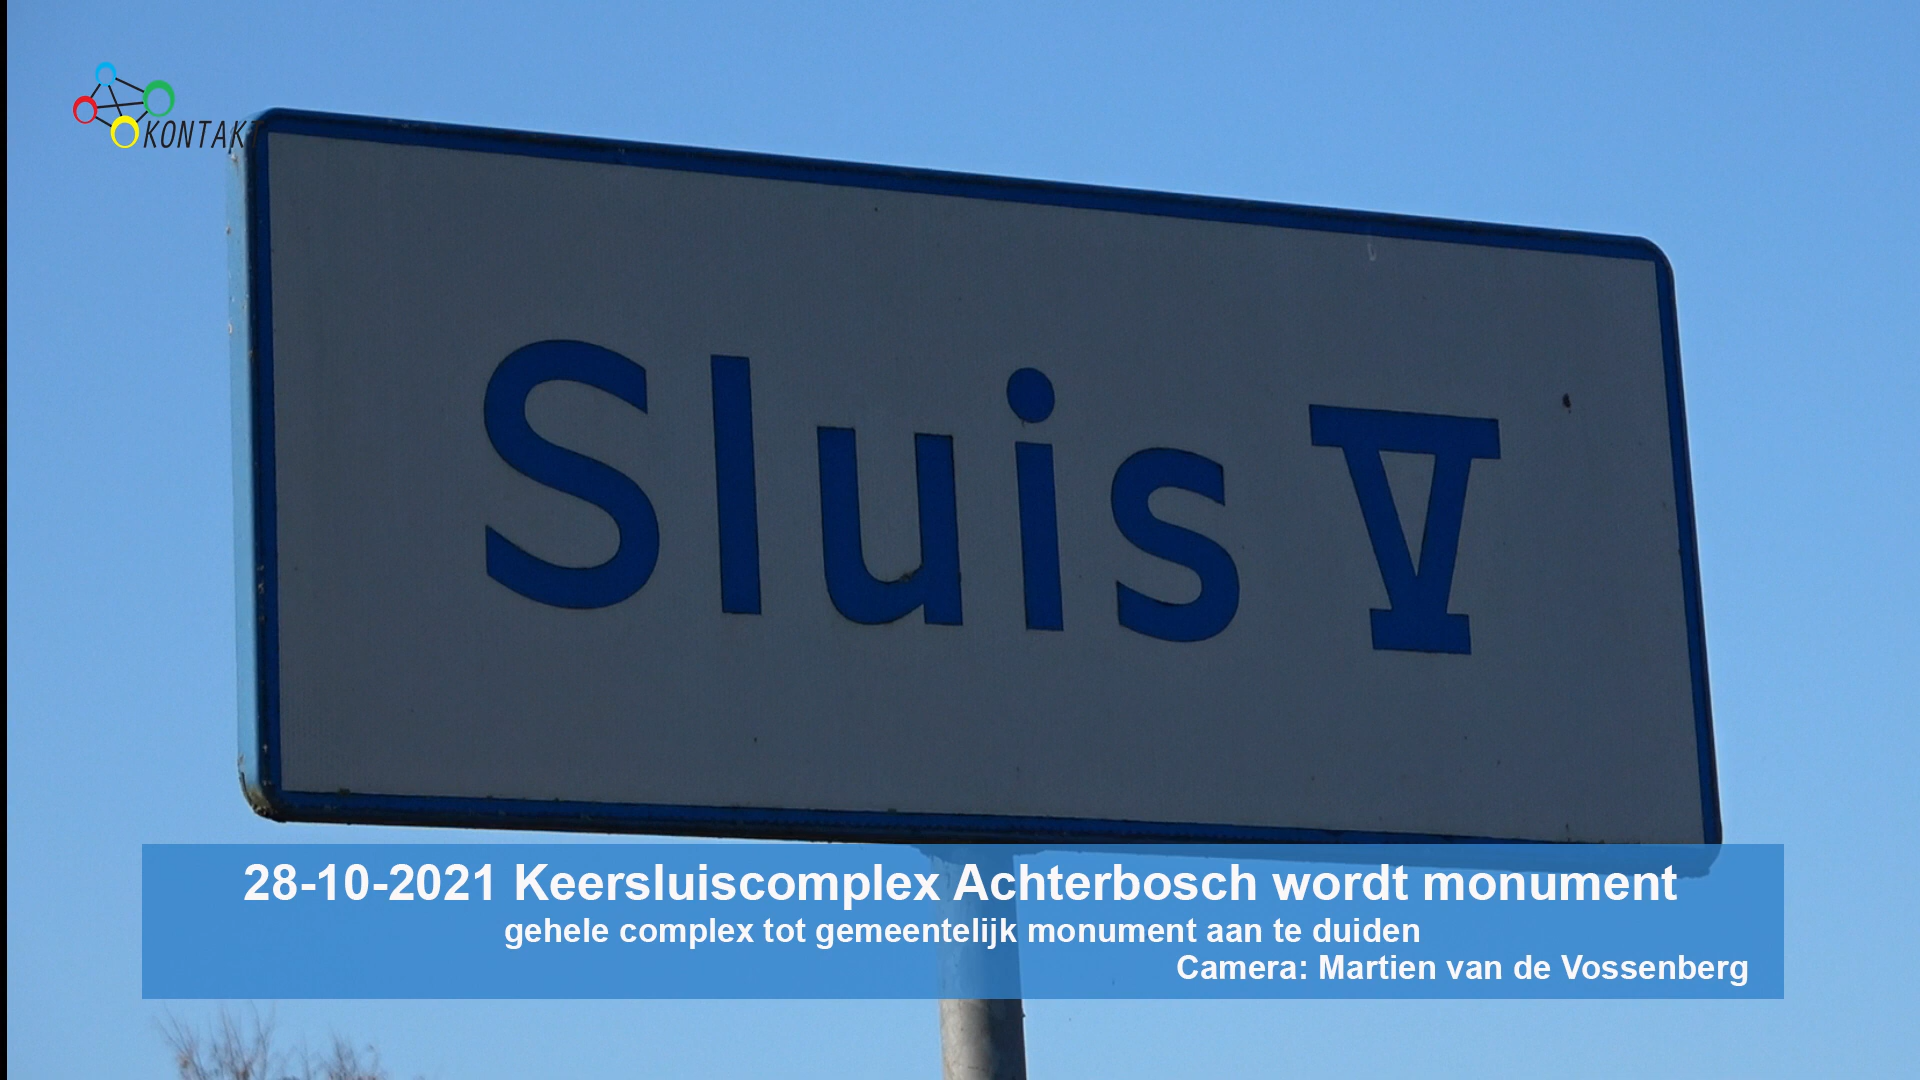 KONTAKT
Sluis V
28-10-2021 Keersluiscomplex Achterbosch wordt monument
gehele complex tot gemeentelijk monument aan te duiden
Camera: Martien van de Vossenberg